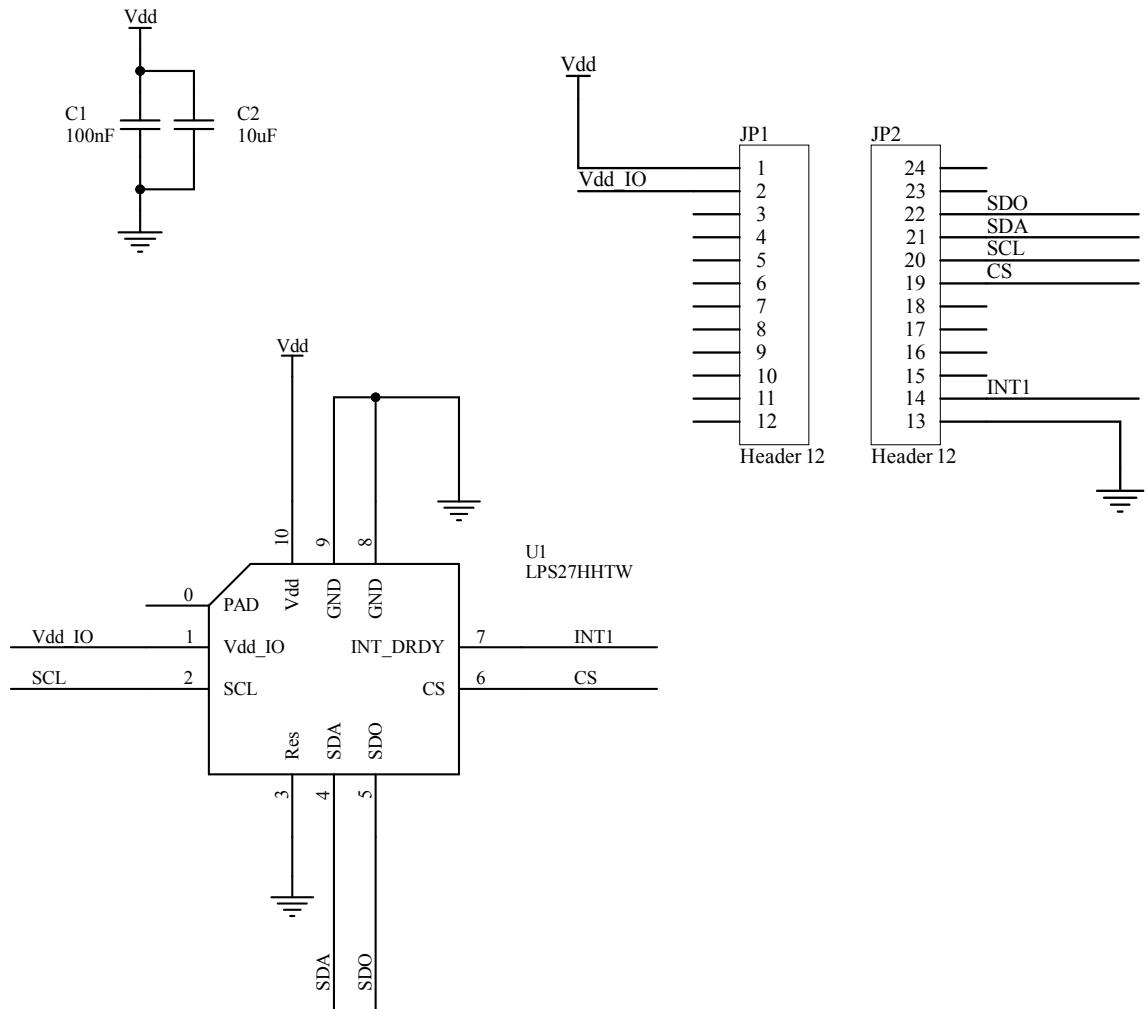 Vdd
C1
100nF
C2
10uF
Vdd
Vdd_IO
JP1
1
2
3
4
5
6
7
8
9
10
11
12
Header 12
JP2
24
23
22
21
20
19
18
17
16
15
14
13
Header 12
SDO
SDA
SCL
CS
INT1
Vdd
10
9
8
U1
LPS27HHTW
Vdd
GND
GND
0
PAD
Vdd_IO
1
Vdd_IO
INT_DRDY
7
INT1
SCL
2
SCL
CS
6
CS
Res
SDA
SDO
3
4
5
SDA
SDO